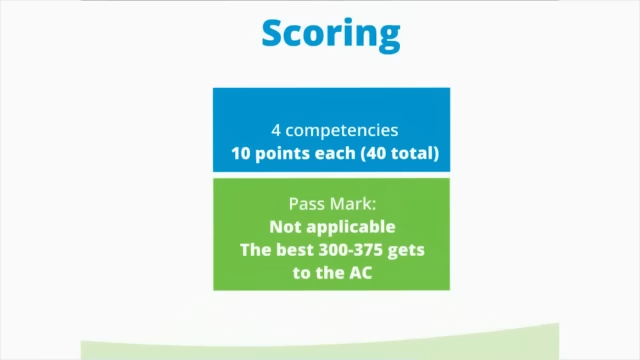 Scoring
4 competencies
10 points each (40 total)
Pass Mark:
Not applicable
The best 300-375 gets
to the AC